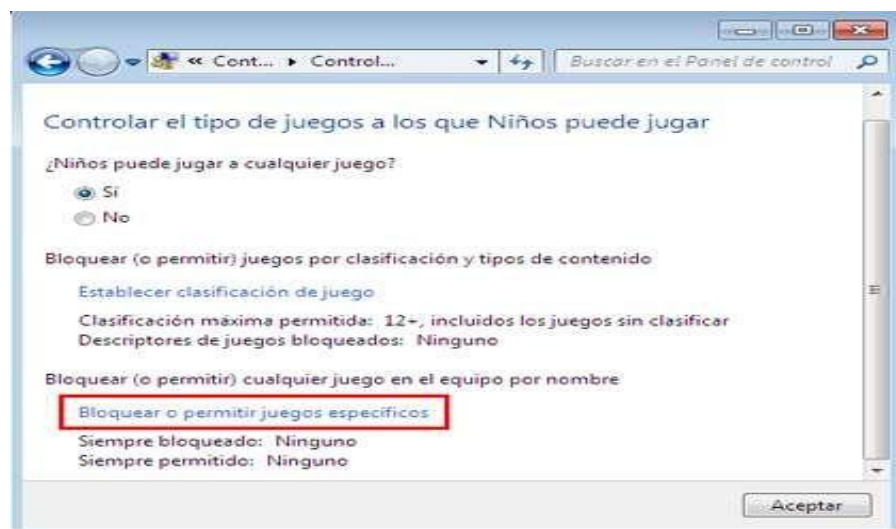 « Cont... ▸ Control...
Buscar en el Panel de control
Controlar el tipo de juegos a los que Niños puede jugar
¿Niños puede jugar a cualquier juego?
Sí
No
Bloquear (o permitir) juegos por clasificación y tipos de contenido
Establecer clasificación de juego
Clasificación máxima permitida: 12+, incluidos los juegos sin clasificar
Descriptores de juegos bloqueados: Ninguno
Bloquear (o permitir) cualquier juego en el equipo por nombre
Bloquear o permitir juegos específicos
Siempre bloqueado: Ninguno
Siempre permitido: Ninguno
Aceptar